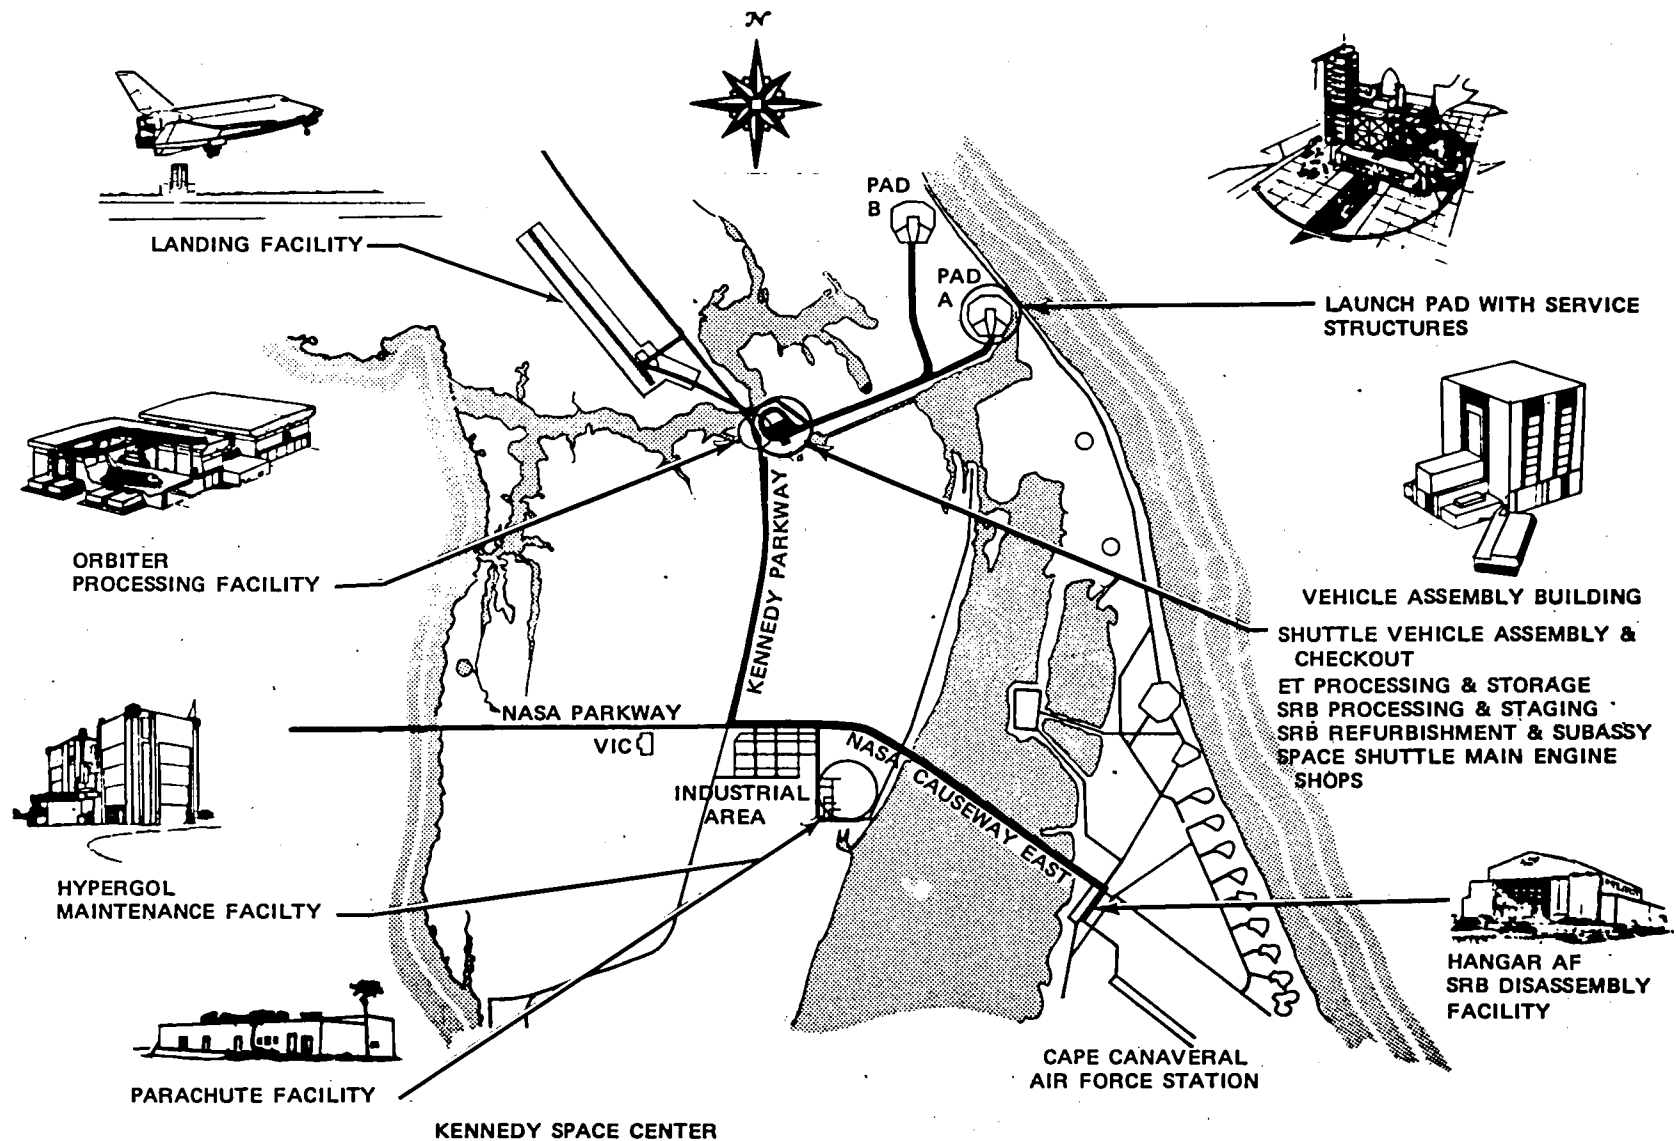 N
LANDING FACILITY
PAD
B
PAD
A
LAUNCH PAD WITH SERVICE
STRUCTURES
ORBITER
PROCESSING FACILITY
KENNEDY PARKWAY
VEHICLE ASSEMBLY BUILDING
SHUTTLE VEHICLE ASSEMBLY &
CHECKOUT
ET PROCESSING & STORAGE
SRB PROCESSING & STAGING
SRB REFURBISHMENT & SUBASSY
SPACE SHUTTLE MAIN ENGINE
SHOPS
NASA PARKWAY
VIC
NASA CAUSEWAY EAST
INDUSTRIAL
AREA
HYPERGOL
MAINTENANCE FACILTY
HANGAR AF
SRB DISASSEMBLY
FACILITY
PARACHUTE FACILITY
CAPE CANAVERAL
AIR FORCE STATION
KENNEDY SPACE CENTER